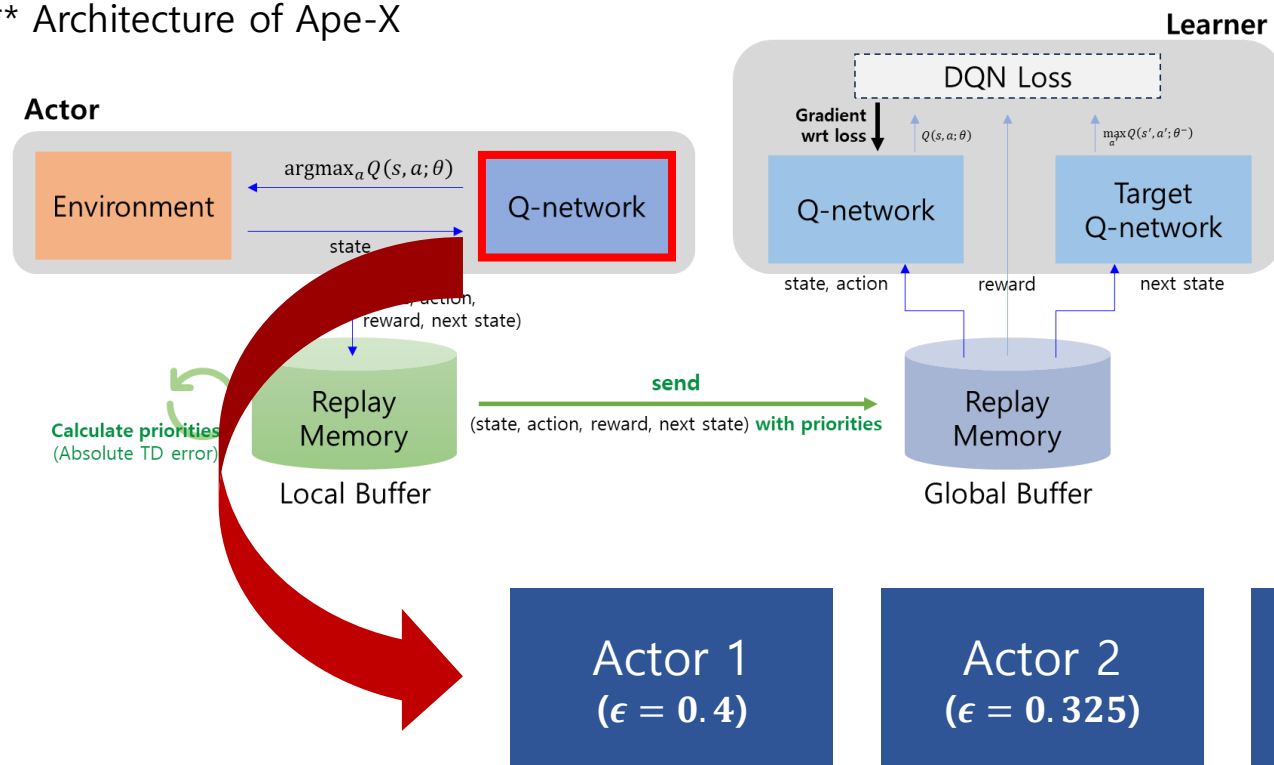 ** Architecture of Ape-X
Learner
DQN Loss
Actor
Gradient
wrt loss
Q(s, a; θ)
max_a' Q(s', a'; θ⁻)
argmax_a Q(s, a; θ)
Environment
Q-network
Q-network
Target
Q-network
state
state, action
reward
next state
action,
reward, next state)
send
Replay
Memory
Replay
Memory
Calculate priorities
(Absolute TD error)
(state, action, reward, next state) with priorities
Local Buffer
Global Buffer
Actor 1
(ϵ = 0.4)
Actor 2
(ϵ = 0.325)